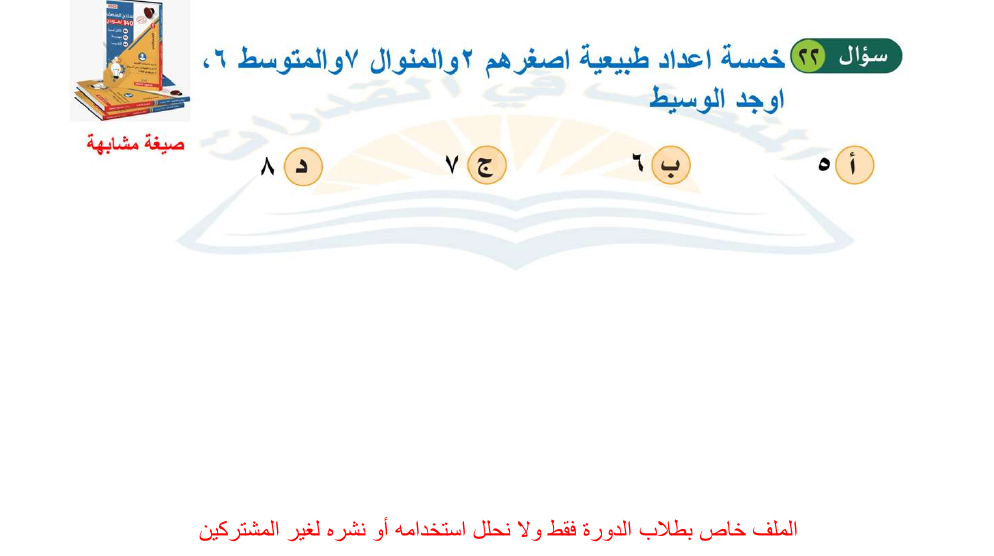 سؤال ٢٢ خمسة اعداد طبيعية اصغرهم ٢والمنوال ٧والمتوسط ٦،
اوجد الوسيط
صيغة مشابهة
أ ٥ ب ٦ ج ٧ د ٨
الملف خاص بطلاب الدورة فقط ولا نحلل استخدامه أو نشره لغير المشتركين